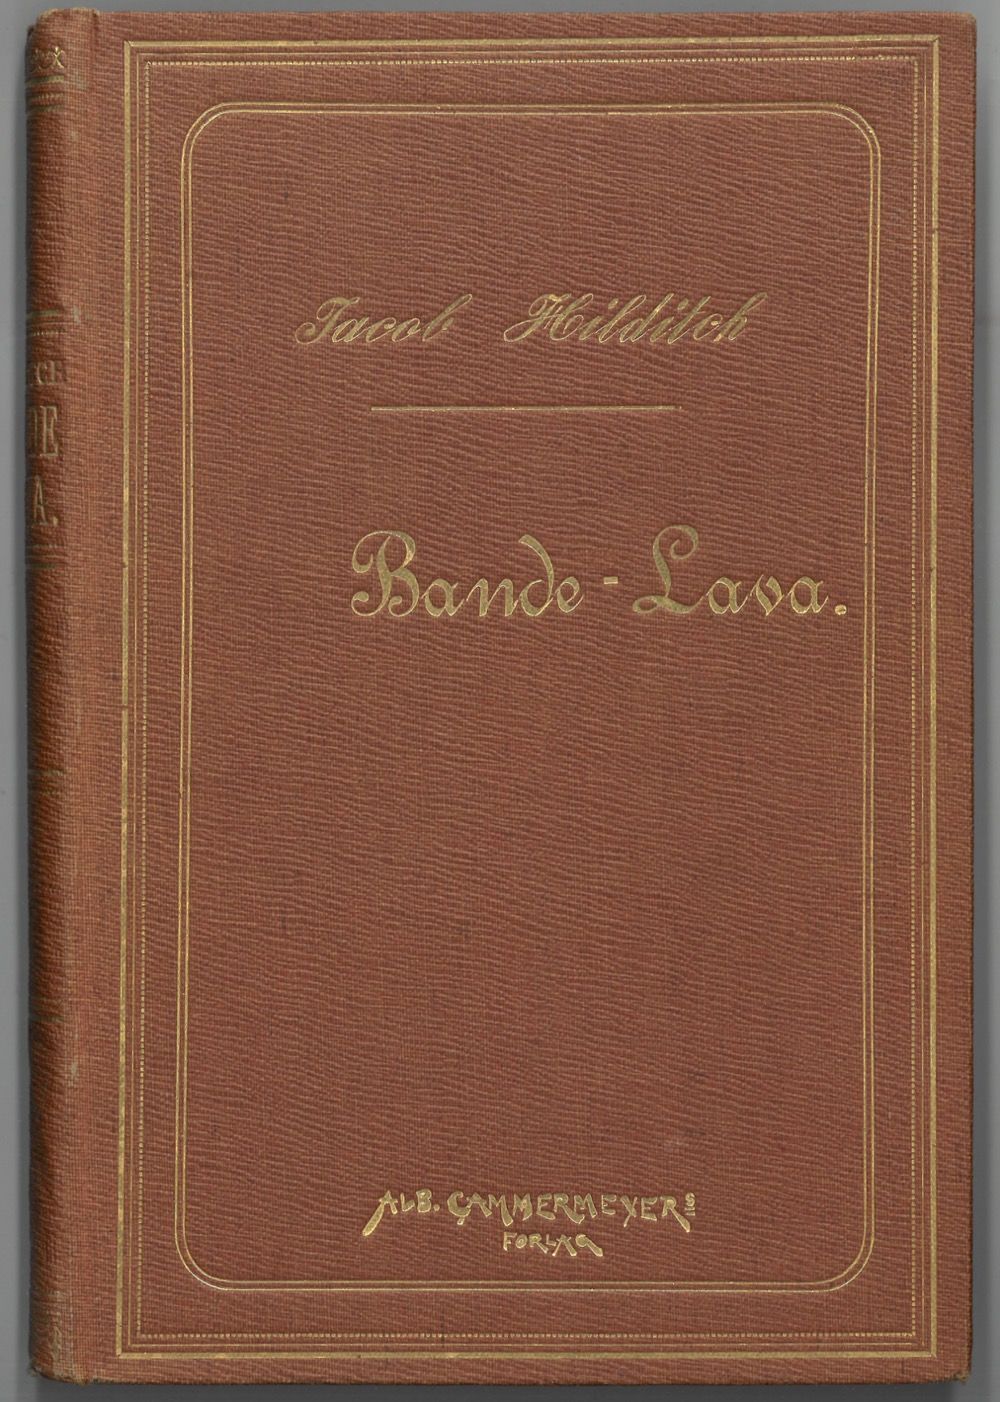 Jacob Hilditch
Bande-Lava.
ALB. CAMMERMEYERS
FORLAG